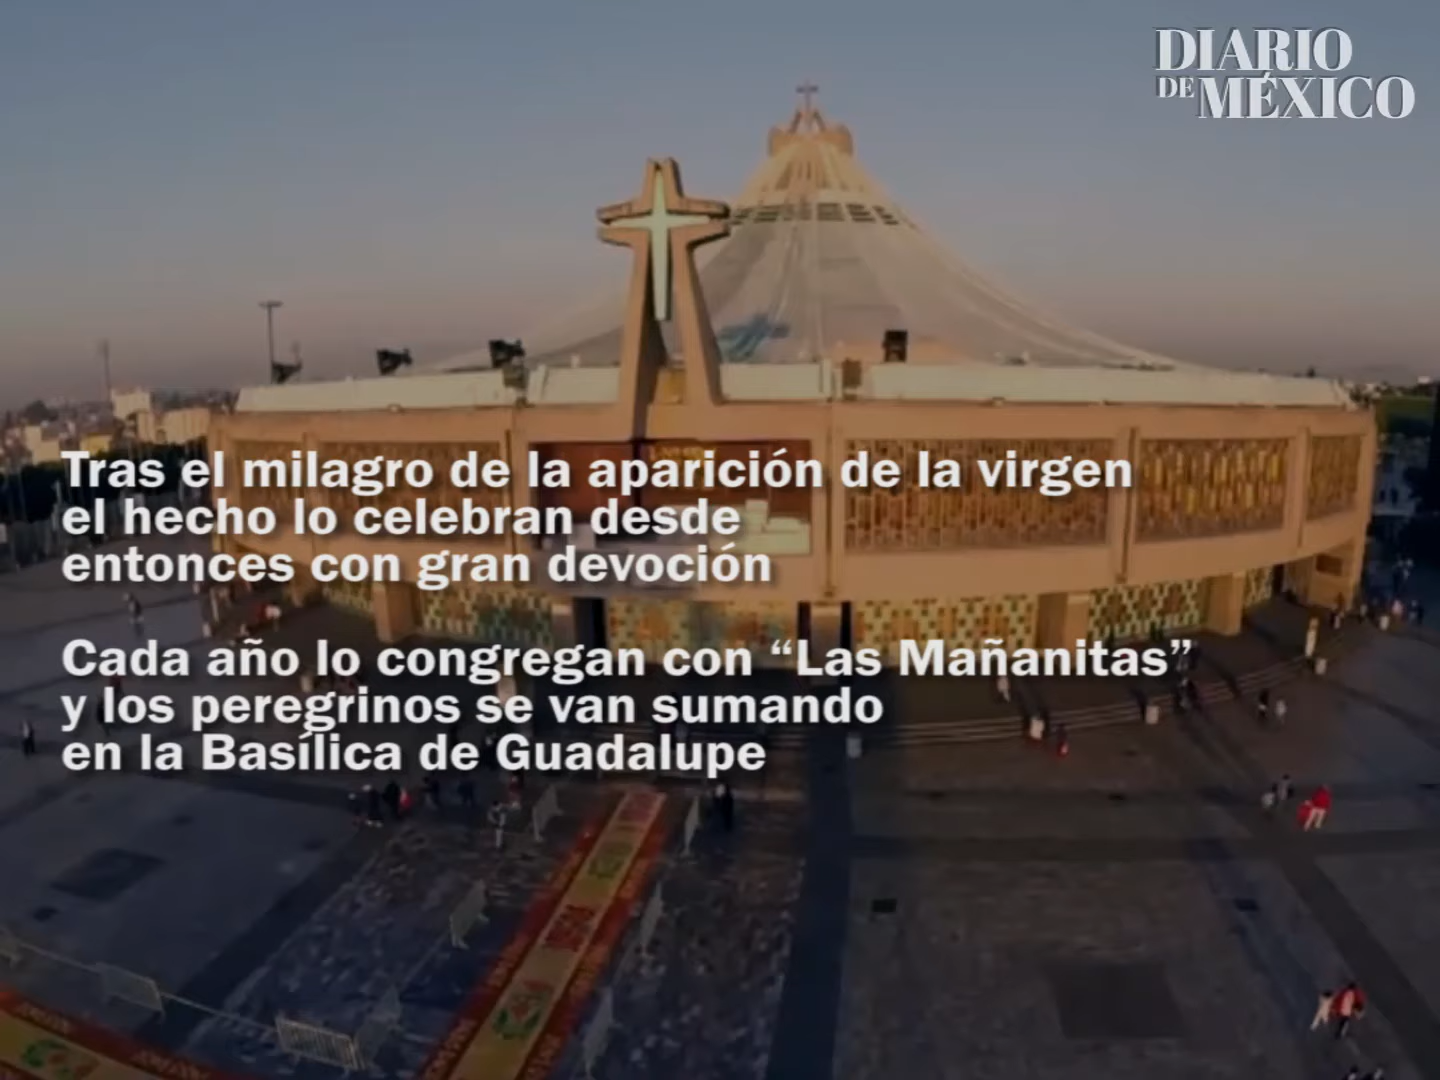 DIARIO
DE MÉXICO
Tras el milagro de la aparición de la virgen
el hecho lo celebran desde
entonces con gran devoción
Cada año lo congregan con “Las Mañanitas”
y los peregrinos se van sumando
en la Basílica de Guadalupe